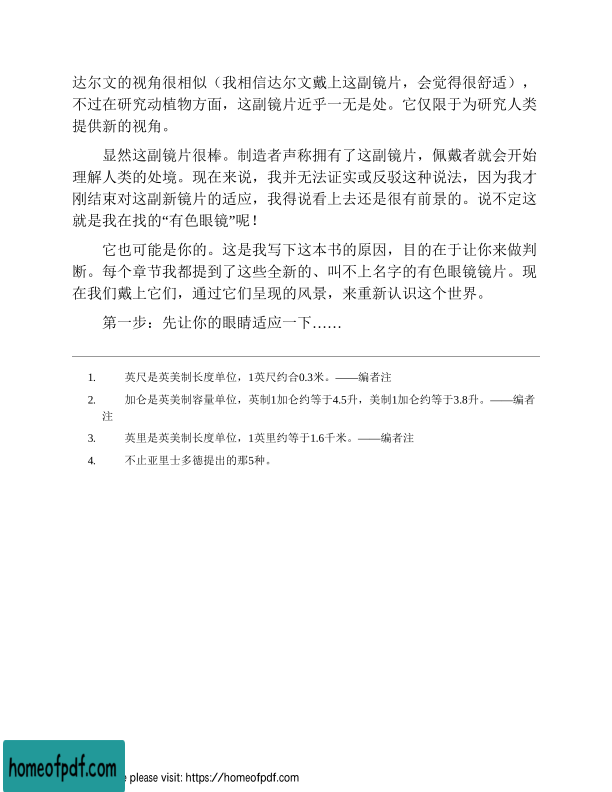 达尔文的视角很相似（我相信达尔文戴上这副镜片，会觉得很舒适），
不过在研究动植物方面，这副镜片近乎一无是处。它仅限于为研究人类
提供新的视角。
显然这副镜片很棒。制造者声称拥有了这副镜片，佩戴者就会开始
理解人类的处境。现在来说，我并无法证实或反驳这种说法，因为我才
刚结束对这副新镜片的适应，我得说看上去还是很有前景的。说不定这
就是我在找的“有色眼镜”呢！
它也可能是你的。这是我写下这本书的原因，目的在于让你来做判
断。每个章节我都提到了这些全新的、叫不上名字的有色眼镜镜片。现
在我们戴上它们，通过它们呈现的风景，来重新认识这个世界。
第一步：先让你的眼睛适应一下……
1. 英尺是英美制长度单位，1英尺约合0.3米。——编者注
2. 加仑是英美制容量单位，英制1加仑约等于4.5升，美制1加仑约等于3.8升。——编者
注
3. 英里是英美制长度单位，1英里约等于1.6千米。——编者注
4. 不止亚里士多德提出的那5种。
homeofpdf.com
e please visit: https://homeofpdf.com